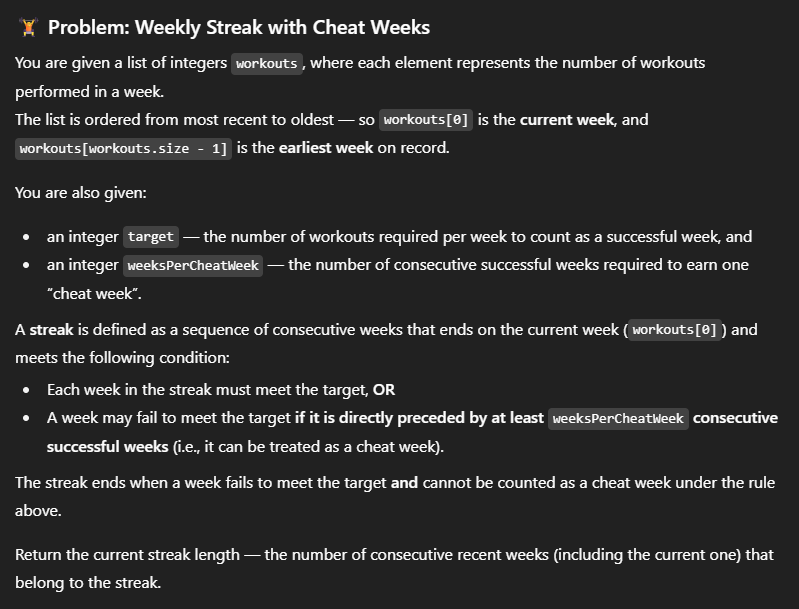 🏋️ Problem: Weekly Streak with Cheat Weeks
You are given a list of integers workouts, where each element represents the number of workouts
performed in a week.
The list is ordered from most recent to oldest — so workouts[0] is the current week, and
workouts[workouts.size - 1] is the earliest week on record.
You are also given:
• an integer target — the number of workouts required per week to count as a successful week, and
• an integer weeksPerCheatWeek — the number of consecutive successful weeks required to earn one
“cheat week”.
A streak is defined as a sequence of consecutive weeks that ends on the current week (workouts[0]) and
meets the following condition:
• Each week in the streak must meet the target, OR
• A week may fail to meet the target if it is directly preceded by at least weeksPerCheatWeek consecutive
successful weeks (i.e., it can be treated as a cheat week).
The streak ends when a week fails to meet the target and cannot be counted as a cheat week under the rule
above.
Return the current streak length — the number of consecutive recent weeks (including the current one) that
belong to the streak.